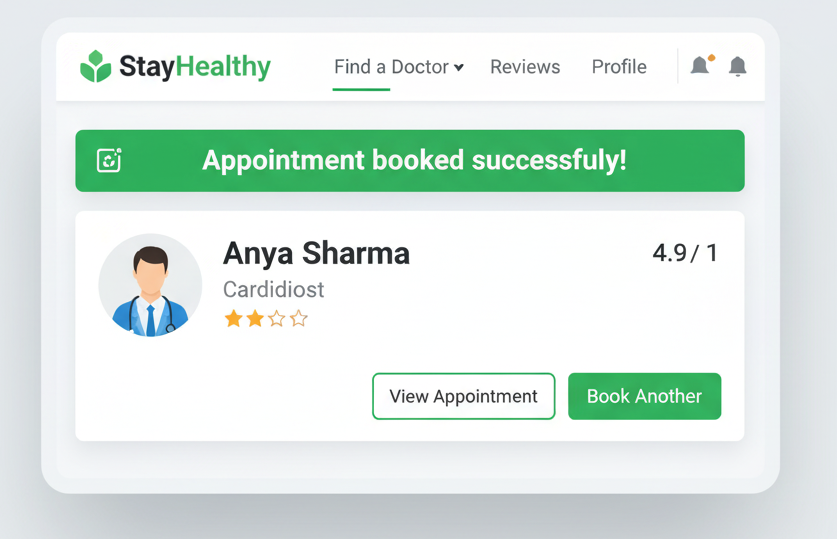 StayHealthy
Find a Doctor Reviews Profile
Appointment booked successfuly!
Anya Sharma
4.9/ 1
Cardidiost
View Appointment Book Another